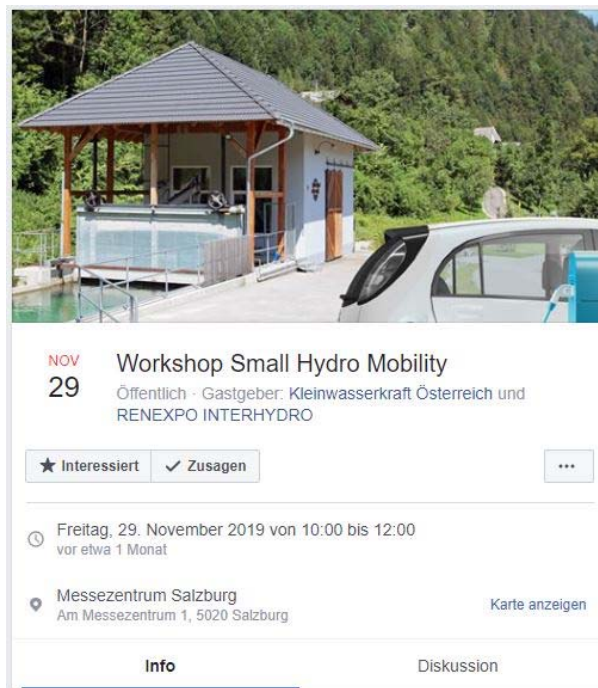 NOV
29
Workshop Small Hydro Mobility
Öffentlich · Gastgeber: Kleinwasserkraft Österreich und
RENEXPO INTERHYDRO
Interessiert
Zusagen
Freitag, 29. November 2019 von 10:00 bis 12:00
vor etwa 1 Monat
Messezentrum Salzburg
Am Messezentrum 1, 5020 Salzburg
Karte anzeigen
Info
Diskussion